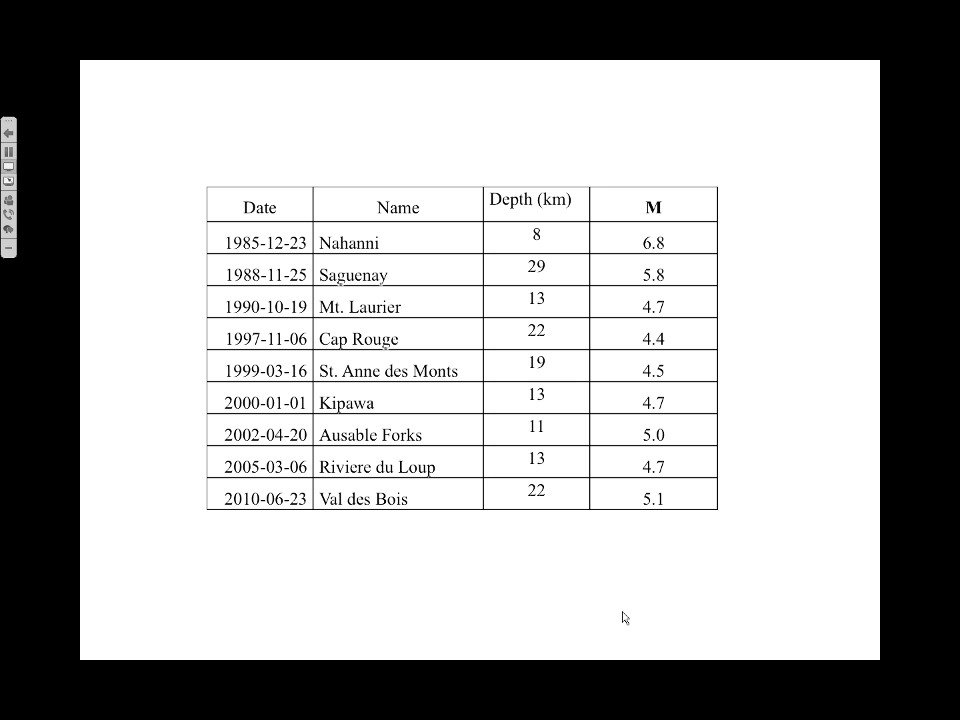 Date Name Depth (km) M
1985-12-23 Nahanni 8 6.8
1988-11-25 Saguenay 29 5.8
1990-10-19 Mt. Laurier 13 4.7
1997-11-06 Cap Rouge 22 4.4
1999-03-16 St. Anne des Monts 19 4.5
2000-01-01 Kipawa 13 4.7
2002-04-20 Ausable Forks 11 5.0
2005-03-06 Riviere du Loup 13 4.7
2010-06-23 Val des Bois 22 5.1